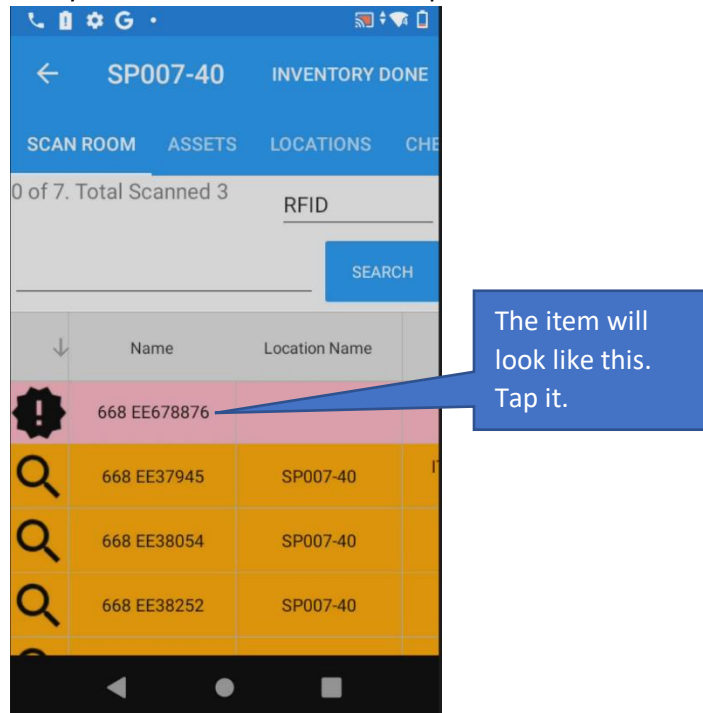 G
SP007-40 INVENTORY DONE
SCAN ROOM ASSETS LOCATIONS CHE
0 of 7. Total Scanned 3
RFID
SEARCH
Name Location Name
668 EE678876
The item will
look like this.
Tap it.
668 EE37945 SP007-40
668 EE38054 SP007-40
668 EE38252 SP007-40